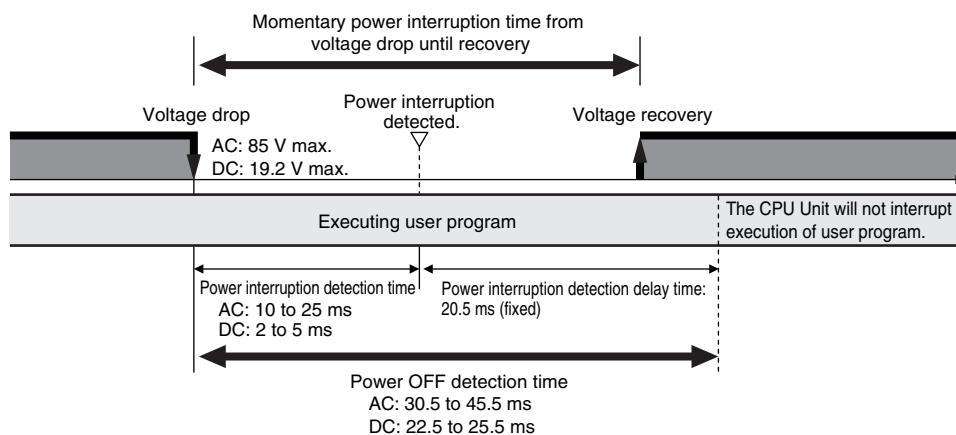 Momentary power interruption time from
voltage drop until recovery
Voltage drop
Power interruption
detected.
Voltage recovery
AC: 85 V max.
DC: 19.2 V max.
Executing user program
The CPU Unit will not interrupt
execution of user program.
Power interruption detection time
AC: 10 to 25 ms
DC: 2 to 5 ms
Power interruption detection delay time:
20.5 ms (fixed)
Power OFF detection time
AC: 30.5 to 45.5 ms
DC: 22.5 to 25.5 ms